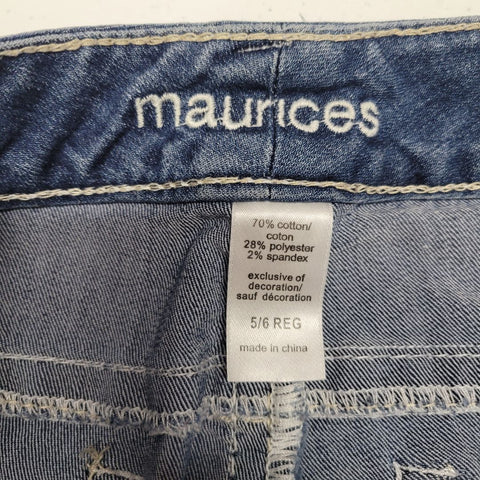 maurices
70% cotton/
coton
28% polyester
2% spandex
exclusive of
decoration/
sauf décoration
5/6 REG
made in china